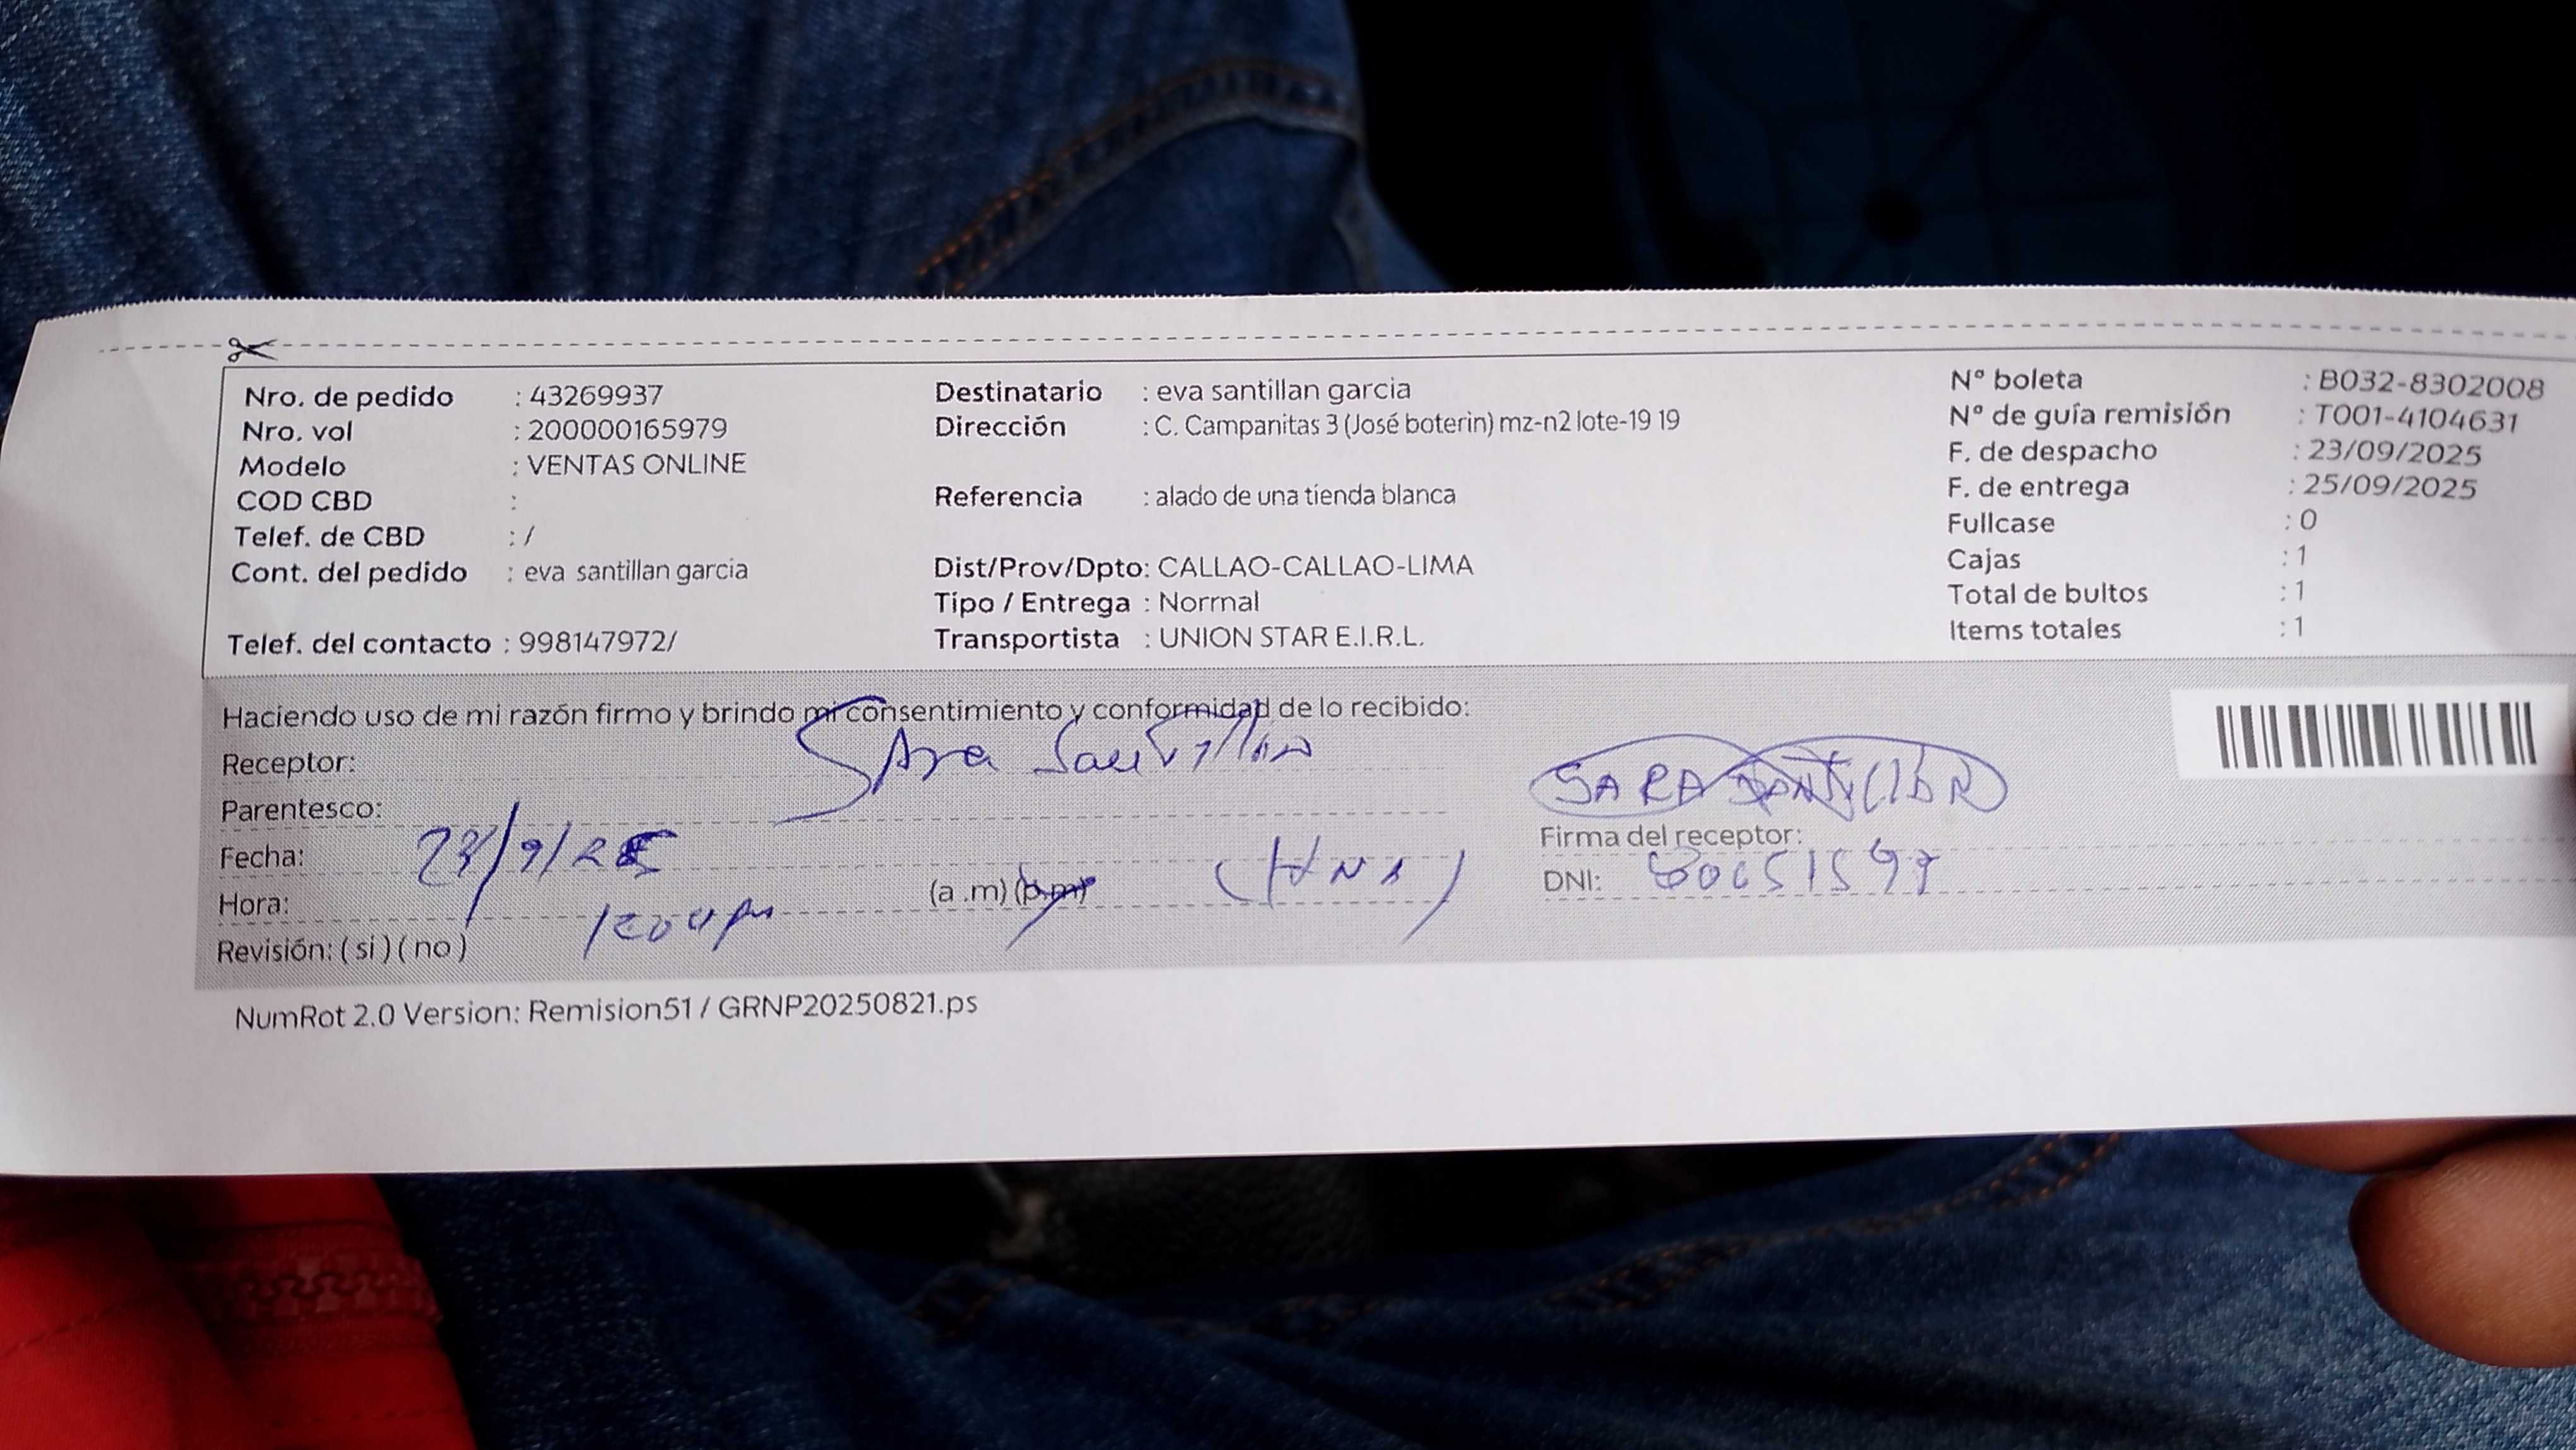 Nro. de pedido : 43269937
Nro. vol : 200000165979
Modelo : VENTAS ONLINE
COD CBD :
Telef. de CBD : /
Cont. del pedido : eva santillan garcia
Telef. del contacto : 998147972/
Destinatario : eva santillan garcia
Dirección : C. Campanitas 3 (José boterin) mz-n2 lote-19 19
Referencia : alado de una tienda blanca
Dist/Prov/Dpto: CALLAO-CALLAO-LIMA
Tipo / Entrega : Normal
Transportista : UNION STAR E.I.R.L.
Nº boleta : B032-8302008
Nº de guía remisión : T001-4104631
F. de despacho : 23/09/2025
F. de entrega : 25/09/2025
Fullcase : 0
Cajas : 1
Total de bultos : 1
Items totales : 1
Haciendo uso de mi razón firmo y brindo mi consentimiento y conformidad de lo recibido:
Receptor: Sara Santillan
Parentesco:
Fecha:
Hora: (a .m) (p.m)
Revisión: ( si ) ( no )
SARA
Firma del receptor:
DNI:
NumRot 2.0 Version: Remision51 / GRNP20250821.ps